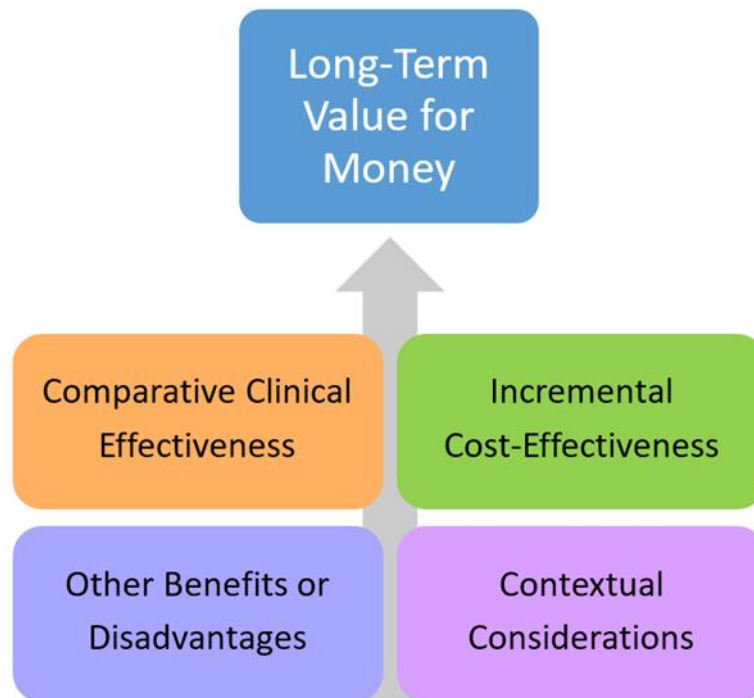 Long-Term
Value for
Money
Comparative Clinical
Effectiveness
Incremental
Cost-Effectiveness
Other Benefits or
Disadvantages
Contextual
Considerations